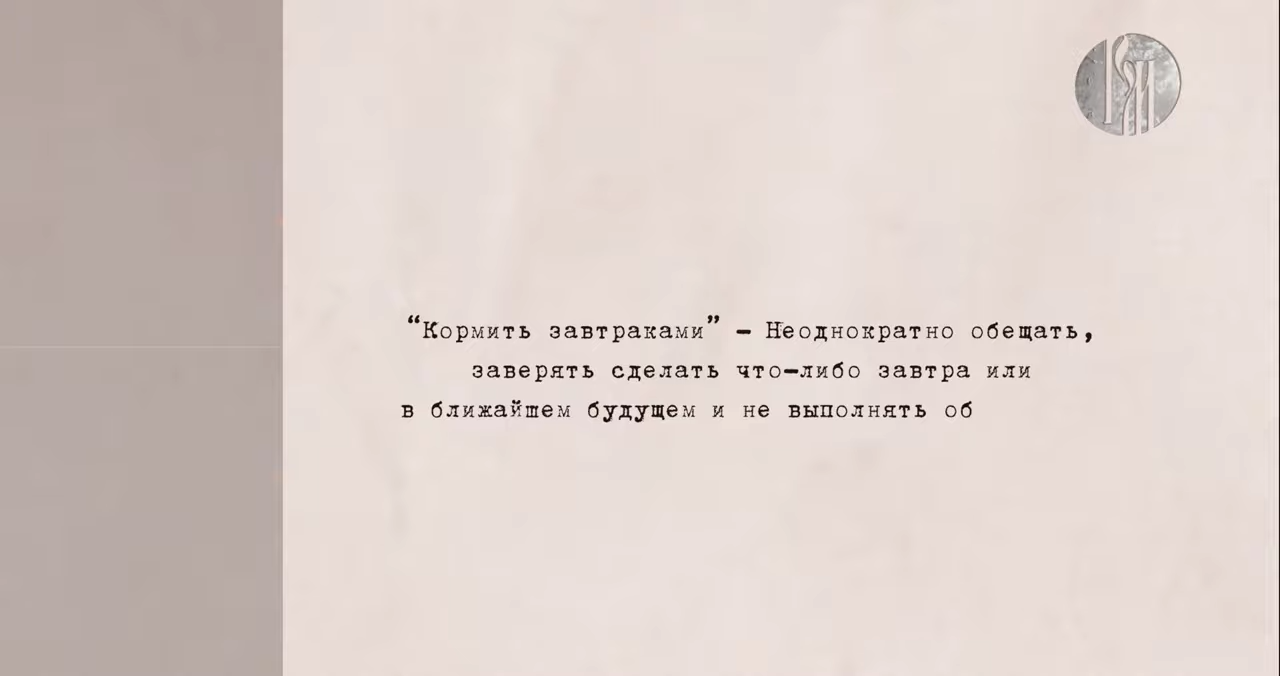 “Кормить завтраками” – Неоднократно обещать,
заверять сделать что-либо завтра или
в ближайшем будущем и не выполнять об